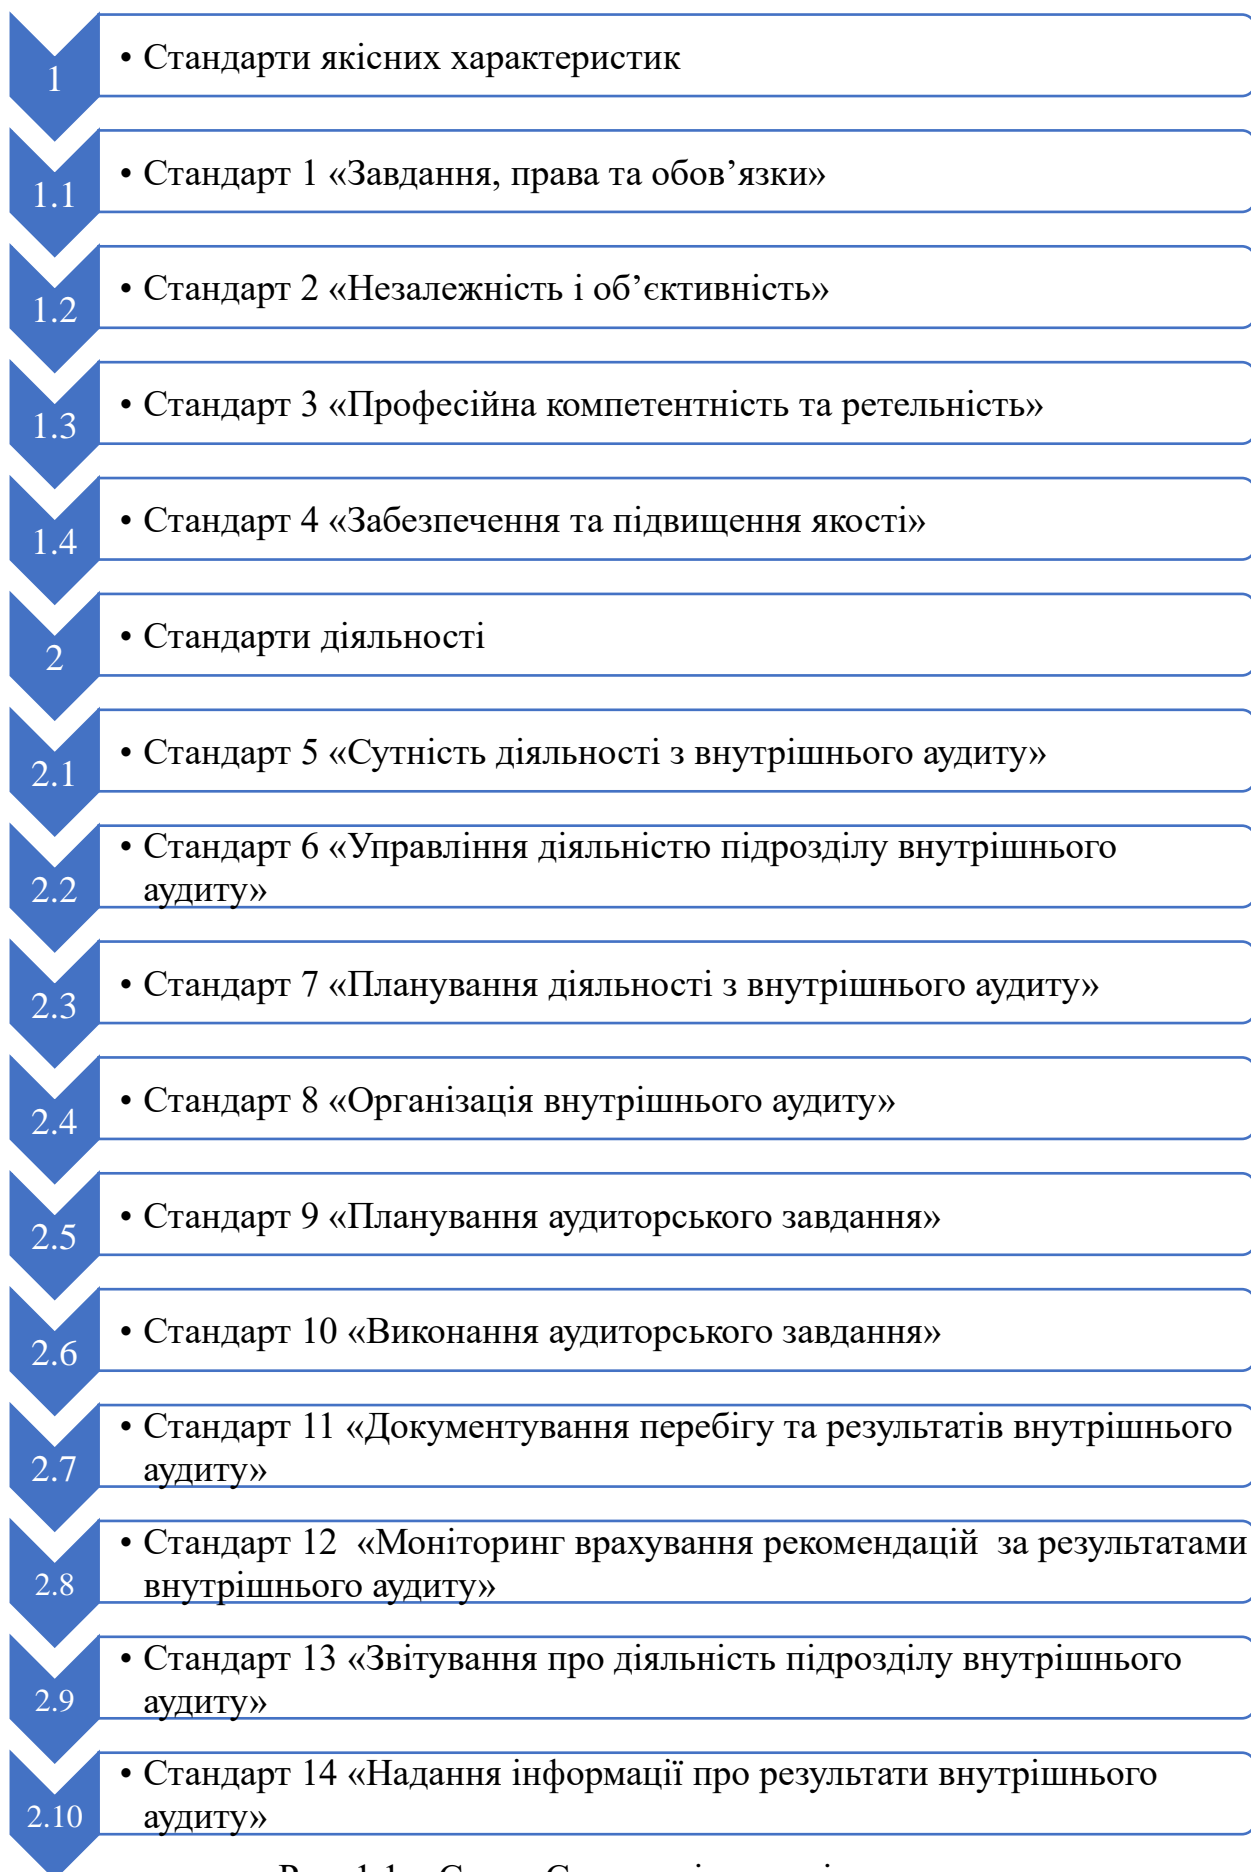 1
• Стандарти якісних характеристик
1.1
• Стандарт 1 «Завдання, права та обов’язки»
1.2
• Стандарт 2 «Незалежність і об’єктивність»
1.3
• Стандарт 3 «Професійна компетентність та ретельність»
1.4
• Стандарт 4 «Забезпечення та підвищення якості»
2
• Стандарти діяльності
2.1
• Стандарт 5 «Сутність діяльності з внутрішнього аудиту»
2.2
• Стандарт 6 «Управління діяльністю підрозділу внутрішнього
аудиту»
2.3
• Стандарт 7 «Планування діяльності з внутрішнього аудиту»
2.4
• Стандарт 8 «Організація внутрішнього аудиту»
2.5
• Стандарт 9 «Планування аудиторського завдання»
2.6
• Стандарт 10 «Виконання аудиторського завдання»
2.7
• Стандарт 11 «Документування перебігу та результатів внутрішнього
аудиту»
2.8
• Стандарт 12 «Моніторинг врахування рекомендацій за результатами
внутрішнього аудиту»
2.9
• Стандарт 13 «Звітування про діяльність підрозділу внутрішнього
аудиту»
2.10
• Стандарт 14 «Надання інформації про результати внутрішнього
аудиту»